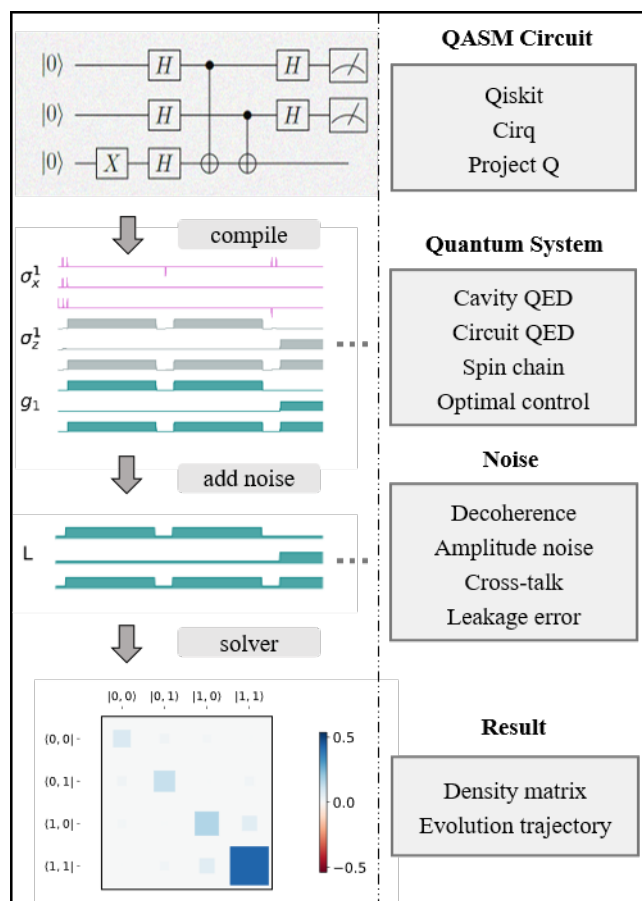 QASM Circuit
|0⟩ H H
|0⟩ H H
|0⟩ X H
Qiskit
Cirq
Project Q
compile
Quantum System
σ¹ₓ
σ¹z
g₁
Cavity QED
Circuit QED
Spin chain
Optimal control
add noise
Noise
L
Decoherence
Amplitude noise
Cross-talk
Leakage error
solver
|0, 0⟩ |0, 1⟩ |1, 0⟩ |1, 1⟩
⟨0, 0|
⟨0, 1|
⟨1, 0|
⟨1, 1|
0.5
0.0
−0.5
Result
Density matrix
Evolution trajectory